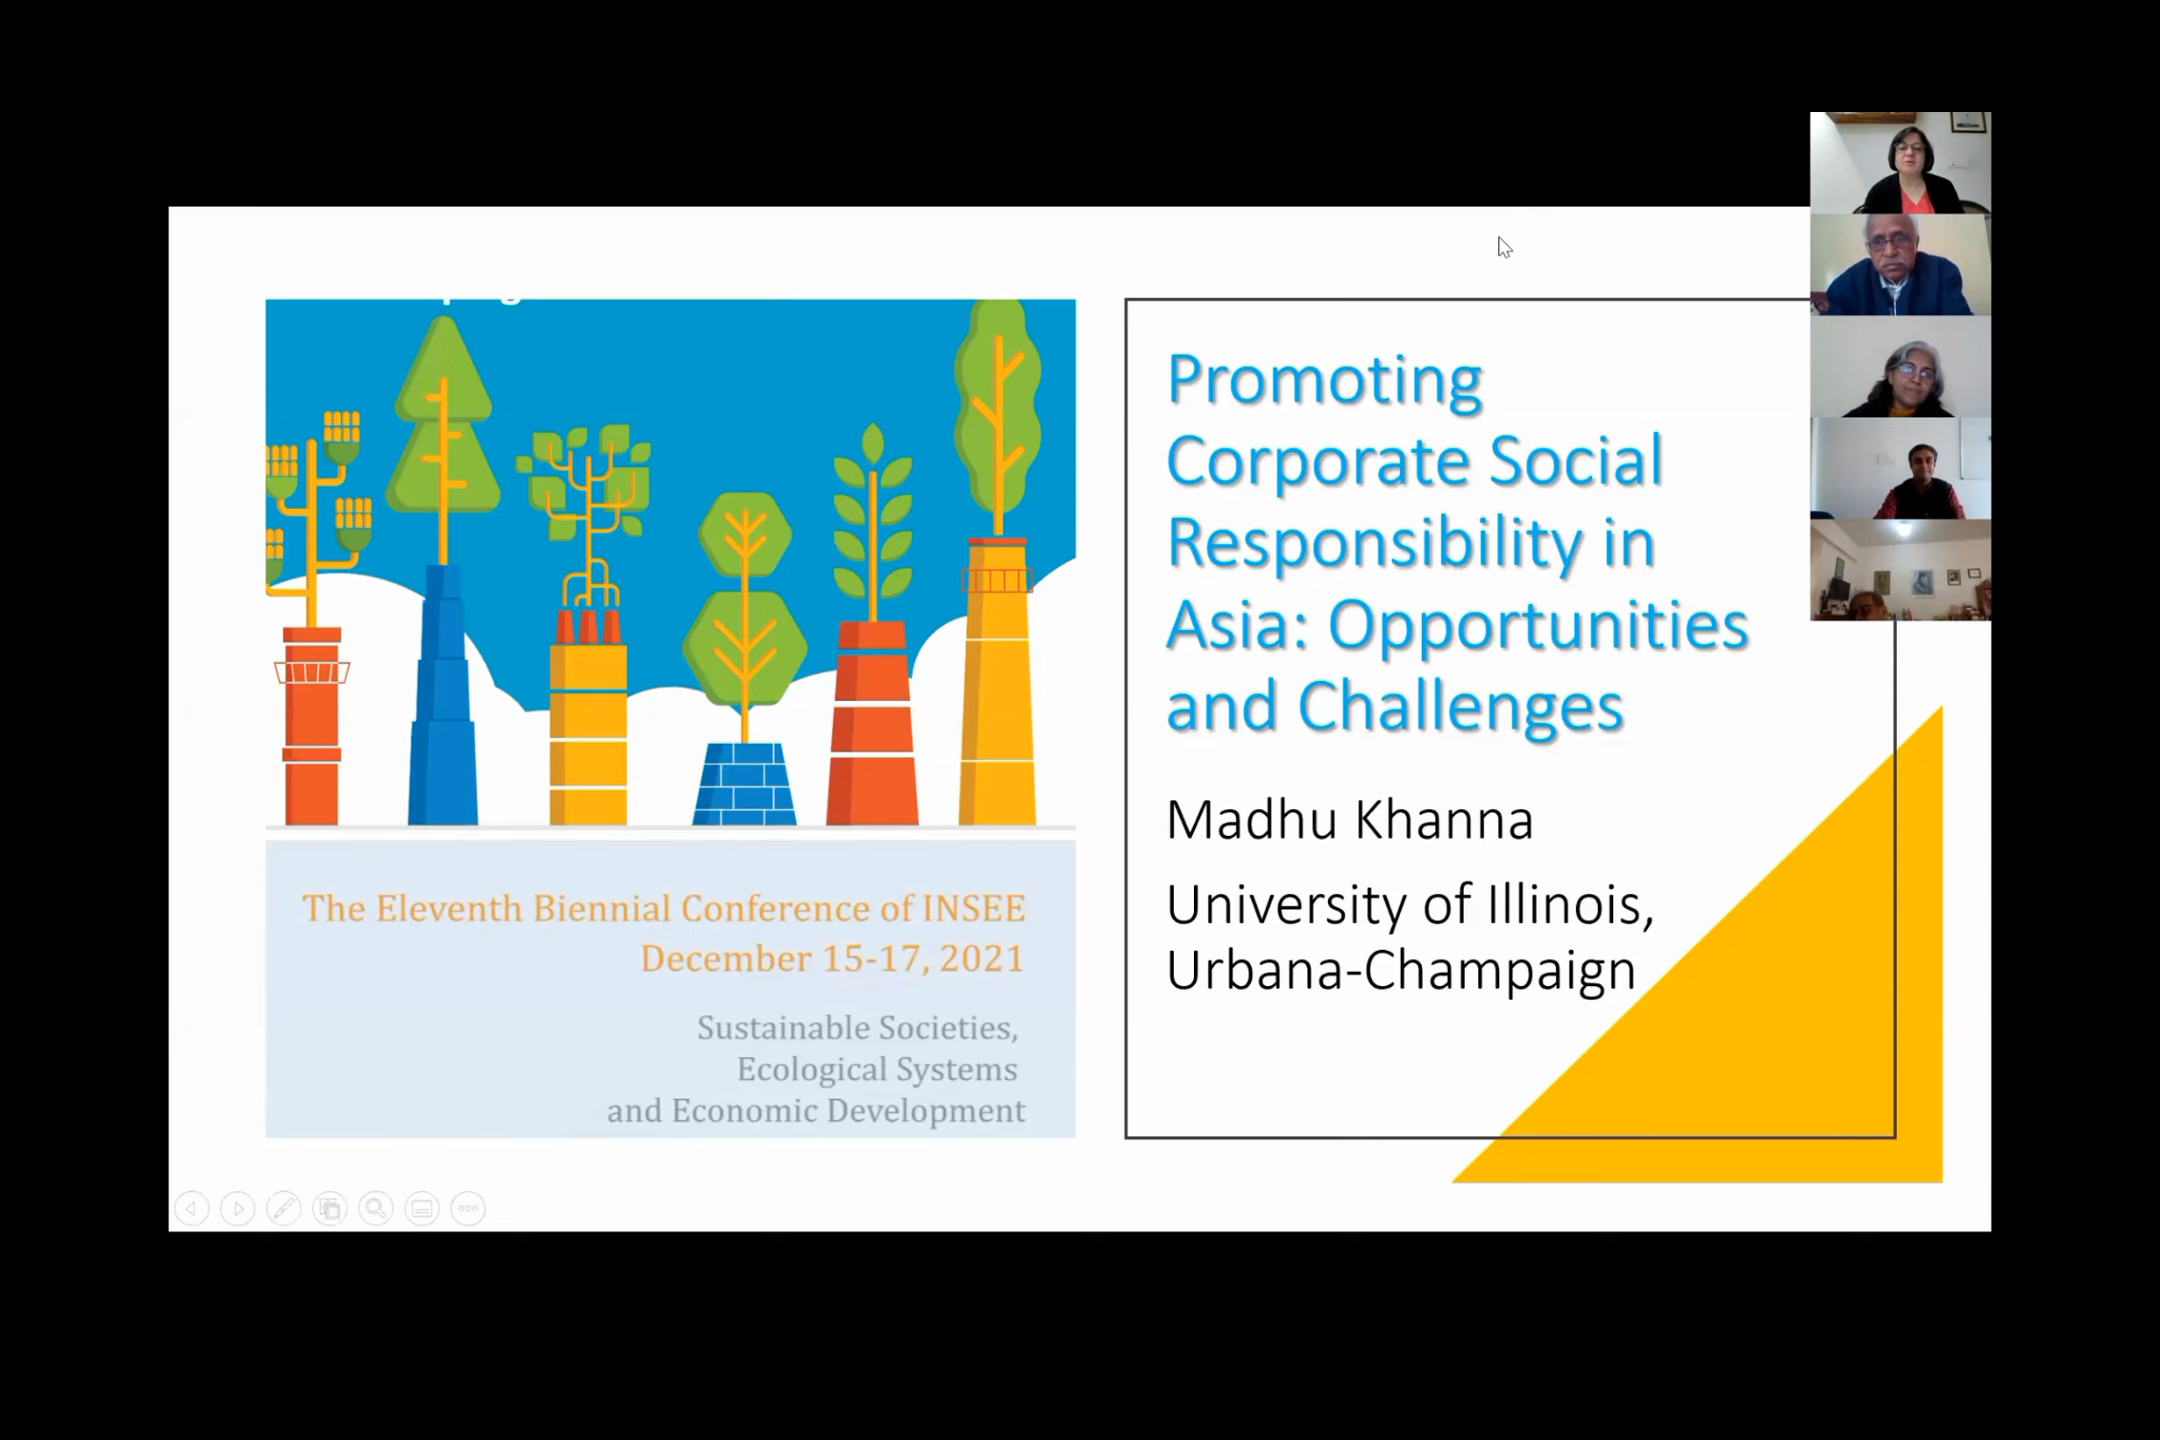 The Eleventh Biennial Conference of INSEE
December 15-17, 2021
Sustainable Societies,
Ecological Systems
and Economic Development
Promoting
Corporate Social
Responsibility in
Asia: Opportunities
and Challenges
Madhu Khanna
University of Illinois,
Urbana-Champaign